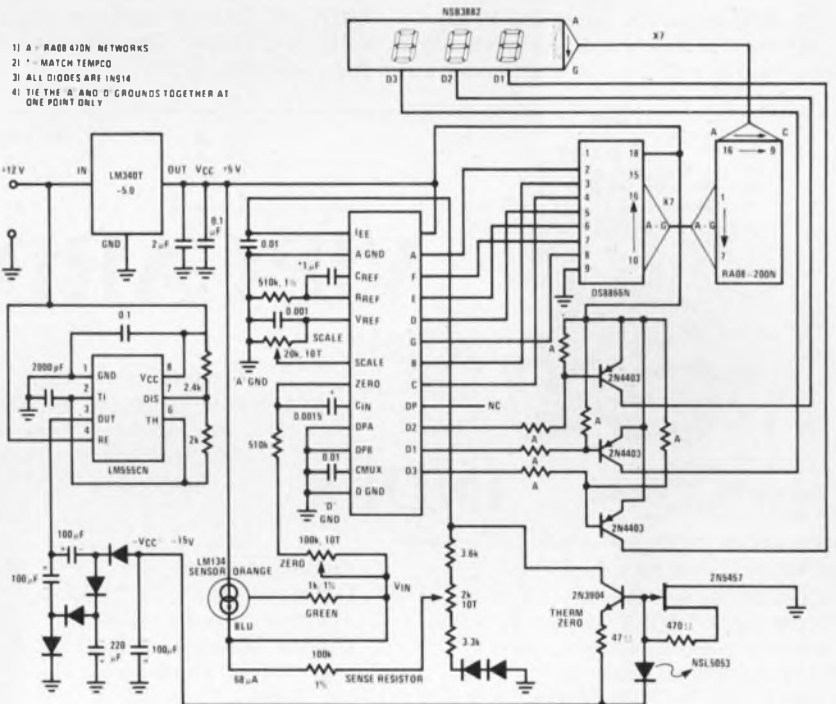 NSB3882
A
G
X7
D3
D2
D1
1) A = RA08-470N NETWORKS
2) * = MATCH TEMPCO
3) ALL DIODES ARE IN914
4) TIE THE 'A' AND 'D' GROUNDS TOGETHER AT
ONE POINT ONLY
+12 V
IN
LM340T
-5.0
OUT
VCC
+5V
GND
2µF
0.1
µF
0.01
IEE
A GND
CREF
RREF
VREF
SCALE
ZERO
CIN
DPA
DPB
CMUX
D GND
A
F
E
D
G
B
C
DP
D2
D1
D3
NC
*1µF
510k, 1%
0.001
SCALE
20k, 10T
'A' GND
0.0015
510k
0.01
'D'
GND
1
2
3
4
5
6
7
8
9
18
15
16
10
DS8866N
X7
A - G
A - G
A
C
16
9
1
7
RA08-200N
A
A
A
A
A
A
2N4403
2N4403
2N4403
0.1
2000 pF
1
GND
2
TI
3
OUT
4
RE
8
VCC
7
DIS
6
TH
LM555CN
2.4k
2k
100µF
100µF
-VCC
-15V
220
µF
100µF
LM134
SENSOR
ORANGE
GREEN
BLU
100k, 10T
ZERO
1k, 1%
VIN
100k
1%
68µA
SENSE RESISTOR
3.6k
2k
10T
3.3k
2N3904
THERM
ZERO
47Ω
2N5457
470Ω
NSL5053